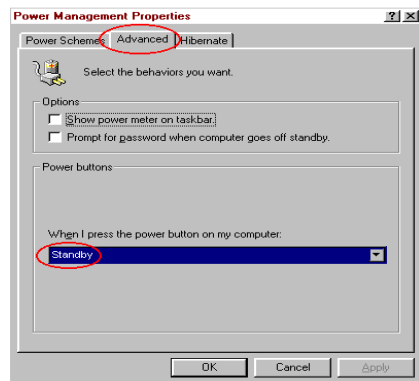 Power Management Properties
Power Schemes Advanced Hibernate
Select the behaviors you want.
Options
Show power meter on taskbar.
Prompt for password when computer goes off standby.
Power buttons
When I press the power button on my computer:
Standby
OK Cancel Apply